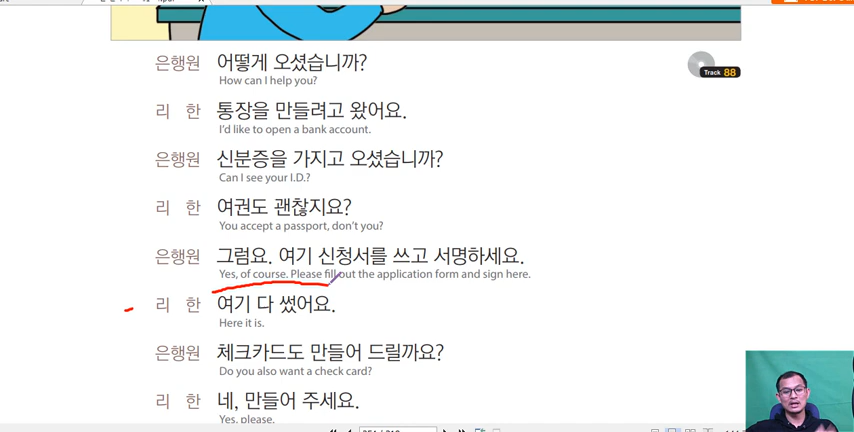 Track 88
은행원 어떻게 오셨습니까?
How can I help you?
리 한 통장을 만들려고 왔어요.
I'd like to open a bank account.
은행원 신분증을 가지고 오셨습니까?
Can I see your I.D.?
리 한 여권도 괜찮지요?
You accept a passport, don't you?
은행원 그럼요. 여기 신청서를 쓰고 서명하세요.
Yes, of course. Please fill out the application form and sign here.
리 한 여기 다 썼어요.
Here it is.
은행원 체크카드도 만들어 드릴까요?
Do you also want a check card?
리 한 네, 만들어 주세요.
Yes, please.